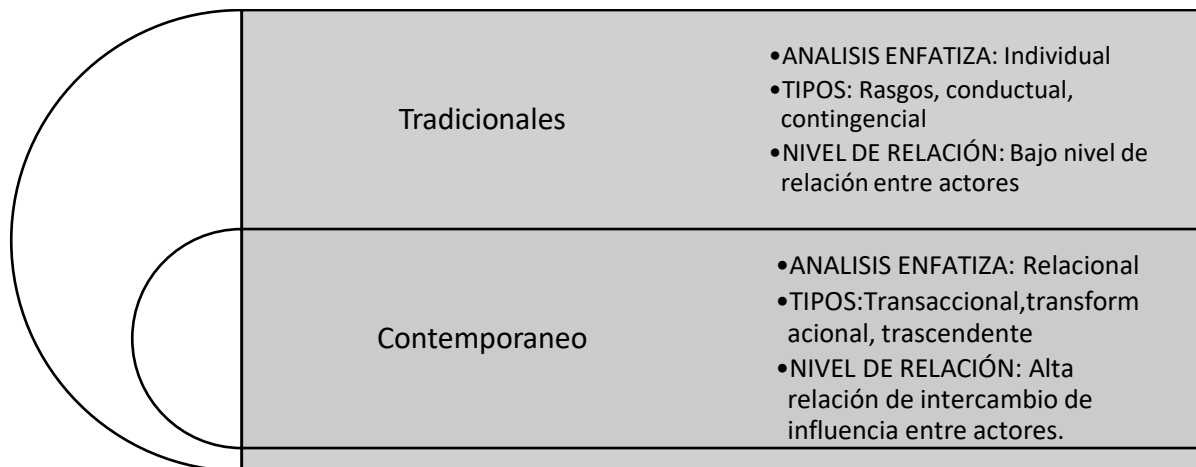 Tradicionales
•ANALISIS ENFATIZA: Individual
•TIPOS: Rasgos, conductual,
contingencial
•NIVEL DE RELACIÓN: Bajo nivel de
relación entre actores
Contemporaneo
•ANALISIS ENFATIZA: Relacional
•TIPOS:Transaccional,transform
acional, trascendente
•NIVEL DE RELACIÓN: Alta
relación de intercambio de
influencia entre actores.